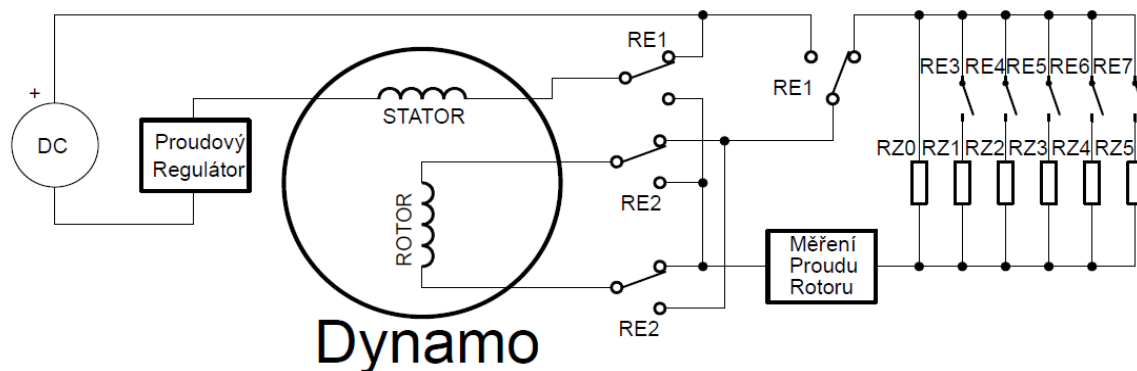 +
DC
Proudový
Regulátor
STATOR
ROTOR
Dynamo
RE1
RE2
RE2
RE1
RE3
RE4
RE5
RE6
RE7
RZ0
RZ1
RZ2
RZ3
RZ4
RZ5
Měření
Proudu
Rotoru